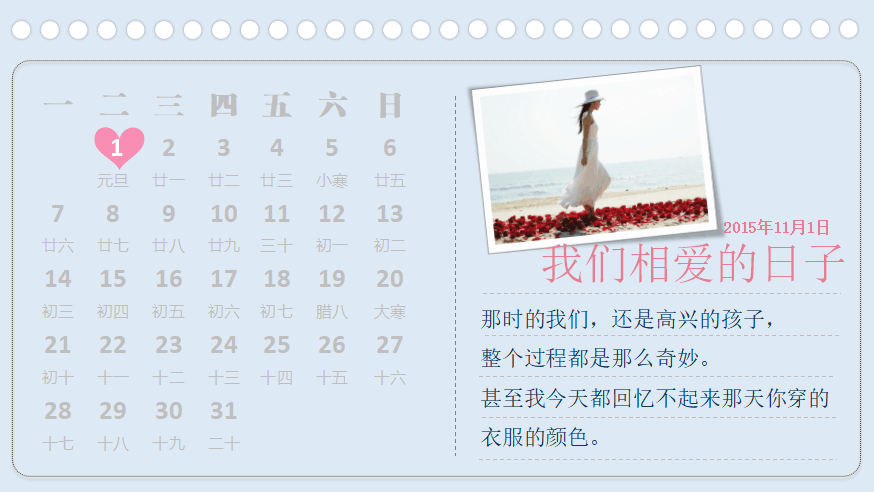 一 二 三 四 五 六 日
1 2 3 4 5 6
元旦 廿一 廿二 廿三 小寒 廿五
7 8 9 10 11 12 13
廿六 廿七 廿八 廿九 三十 初一 初二
14 15 16 17 18 19 20
初三 初四 初五 初六 初七 腊八 大寒
21 22 23 24 25 26 27
初十 十一 十二 十三 十四 十五 十六
28 29 30 31
十七 十八 十九 二十
2015年11月1日
我们相爱的日子
那时的我们，还是高兴的孩子，
整个过程都是那么奇妙。
甚至我今天都回忆不起来那天你穿的
衣服的颜色。